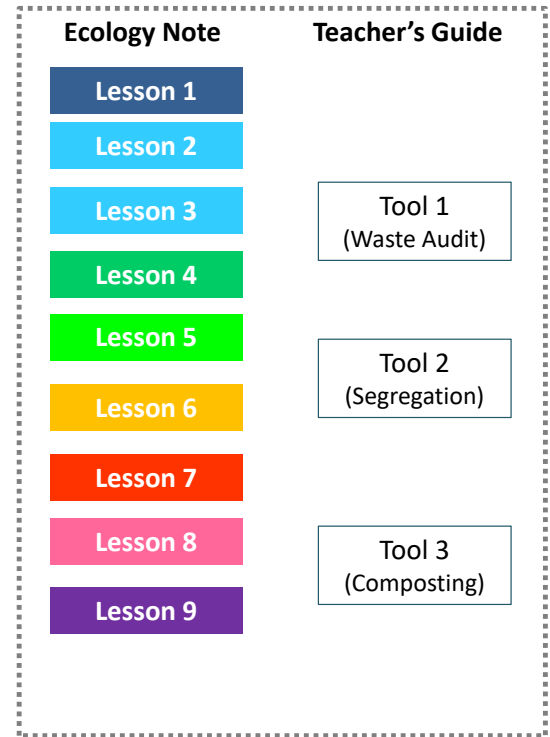 Ecology Note
Teacher’s Guide
Lesson 1
Lesson 2
Lesson 3
Tool 1
(Waste Audit)
Lesson 4
Lesson 5
Tool 2
(Segregation)
Lesson 6
Lesson 7
Lesson 8
Tool 3
(Composting)
Lesson 9